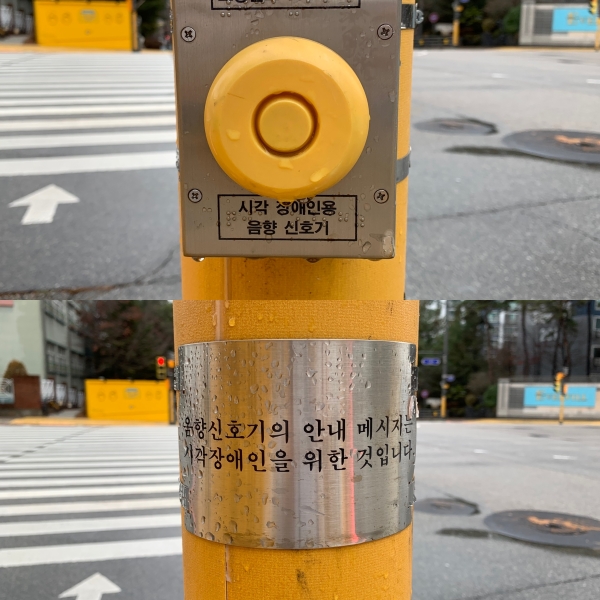 시각 장애인용
음향 신호기
음향신호기의 안내 메시지는
시각장애인을 위한 것입니다.